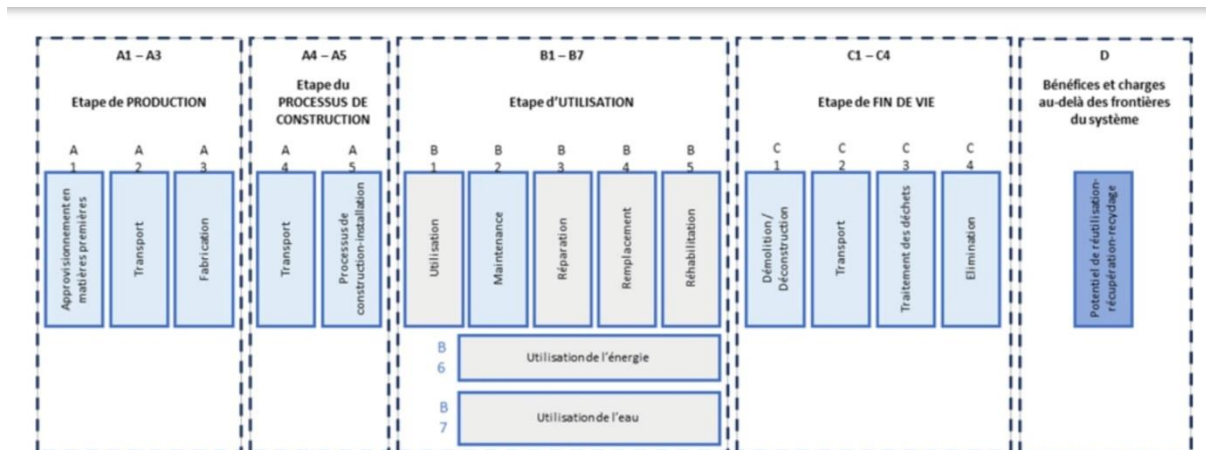 A1 – A3
Etape de PRODUCTION
A
1
A
2
A
3
Approvisionnement en
matières premières
Transport
Fabrication
A4 – A5
Etape du
PROCESSUS DE
CONSTRUCTION
A
4
A
5
Transport
Processus de
construction-installation
B1 – B7
Etape d’UTILISATION
B
1
B
2
B
3
B
4
B
5
Utilisation
Maintenance
Réparation
Remplacement
Réhabilitation
B
6
Utilisation de l’énergie
B
7
Utilisation de l’eau
C1 – C4
Etape de FIN DE VIE
C
1
C
2
C
3
C
4
Démolition /
Déconstruction
Transport
Traitement des déchets
Elimination
D
Bénéfices et charges
au-delà des frontières
du système
Potentiel de réutilisation-
récupération-recyclage